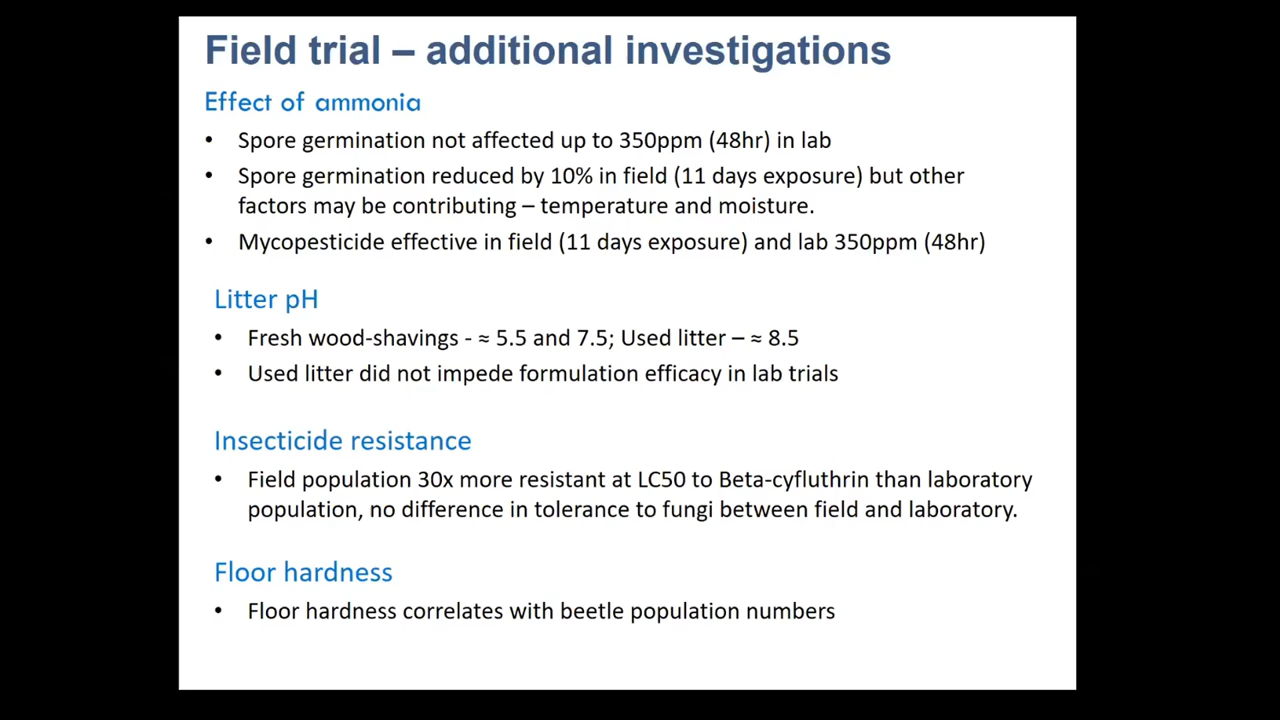 Field trial – additional investigations
Effect of ammonia
• Spore germination not affected up to 350ppm (48hr) in lab
• Spore germination reduced by 10% in field (11 days exposure) but other
factors may be contributing – temperature and moisture.
• Mycopesticide effective in field (11 days exposure) and lab 350ppm (48hr)
Litter pH
• Fresh wood-shavings - ≈ 5.5 and 7.5; Used litter – ≈ 8.5
• Used litter did not impede formulation efficacy in lab trials
Insecticide resistance
• Field population 30x more resistant at LC50 to Beta-cyfluthrin than laboratory
population, no difference in tolerance to fungi between field and laboratory.
Floor hardness
• Floor hardness correlates with beetle population numbers